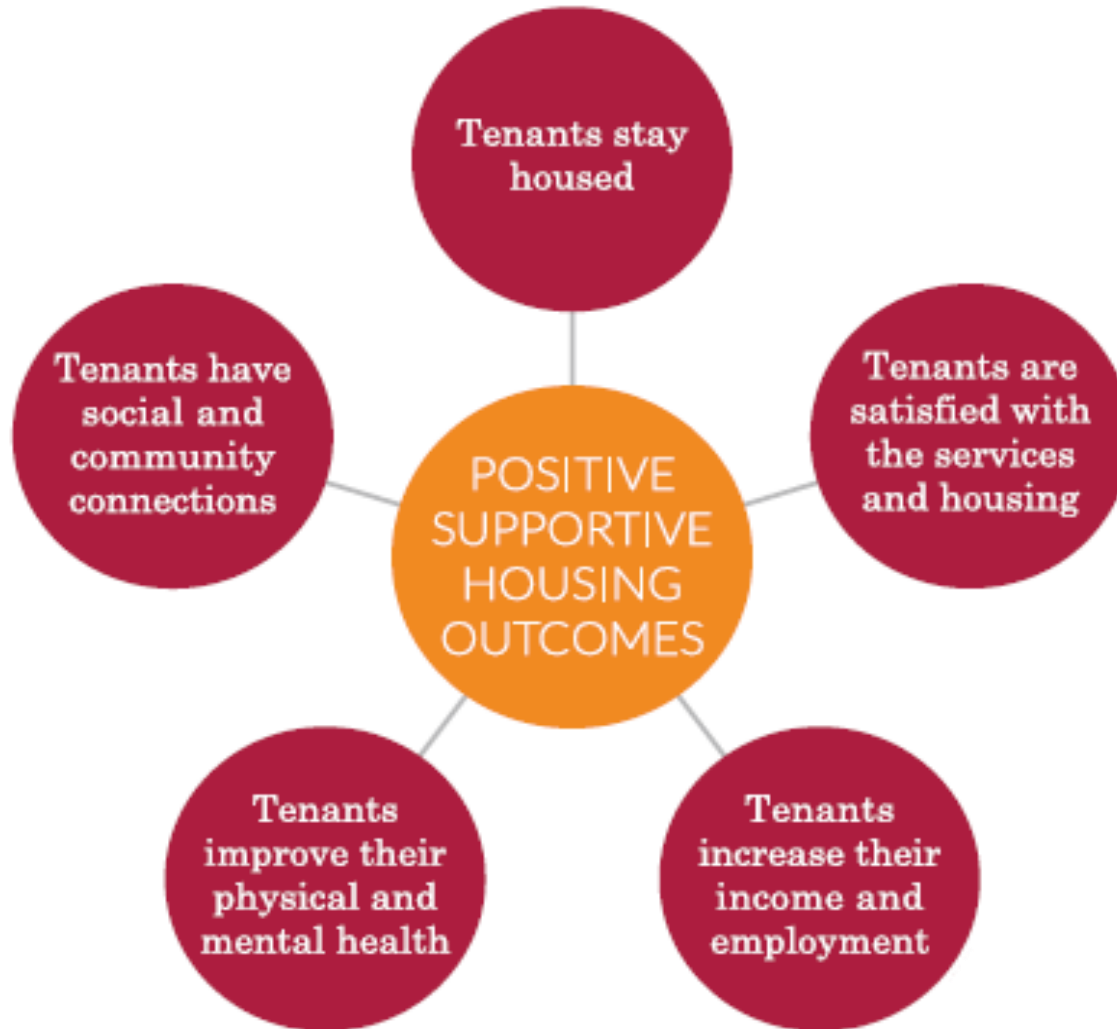 Tenants stay
housed
Tenants have
social and
community
connections
Tenants are
satisfied with
the services
and housing
POSITIVE
SUPPORTIVE
HOUSING
OUTCOMES
Tenants
improve their
physical and
mental health
Tenants
increase their
income and
employment